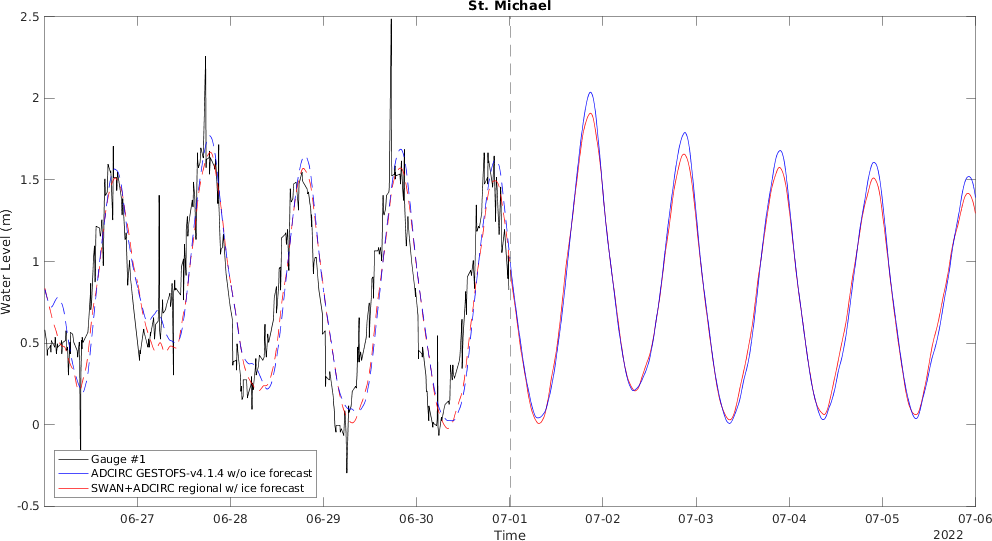 St. Michael
2.5
2
1.5
1
0.5
0
-0.5
Water Level (m)
Gauge #1
ADCIRC GESTOFS-v4.1.4 w/o ice forecast
SWAN+ADCIRC regional w/ ice forecast
06-27 06-28 06-29 06-30 07-01 07-02 07-03 07-04 07-05 07-06
Time
2022